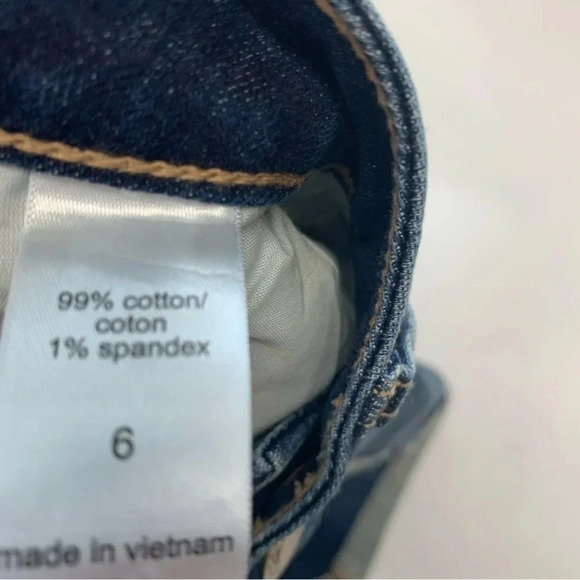 99% cotton/
coton
1% spandex
6
made in vietnam